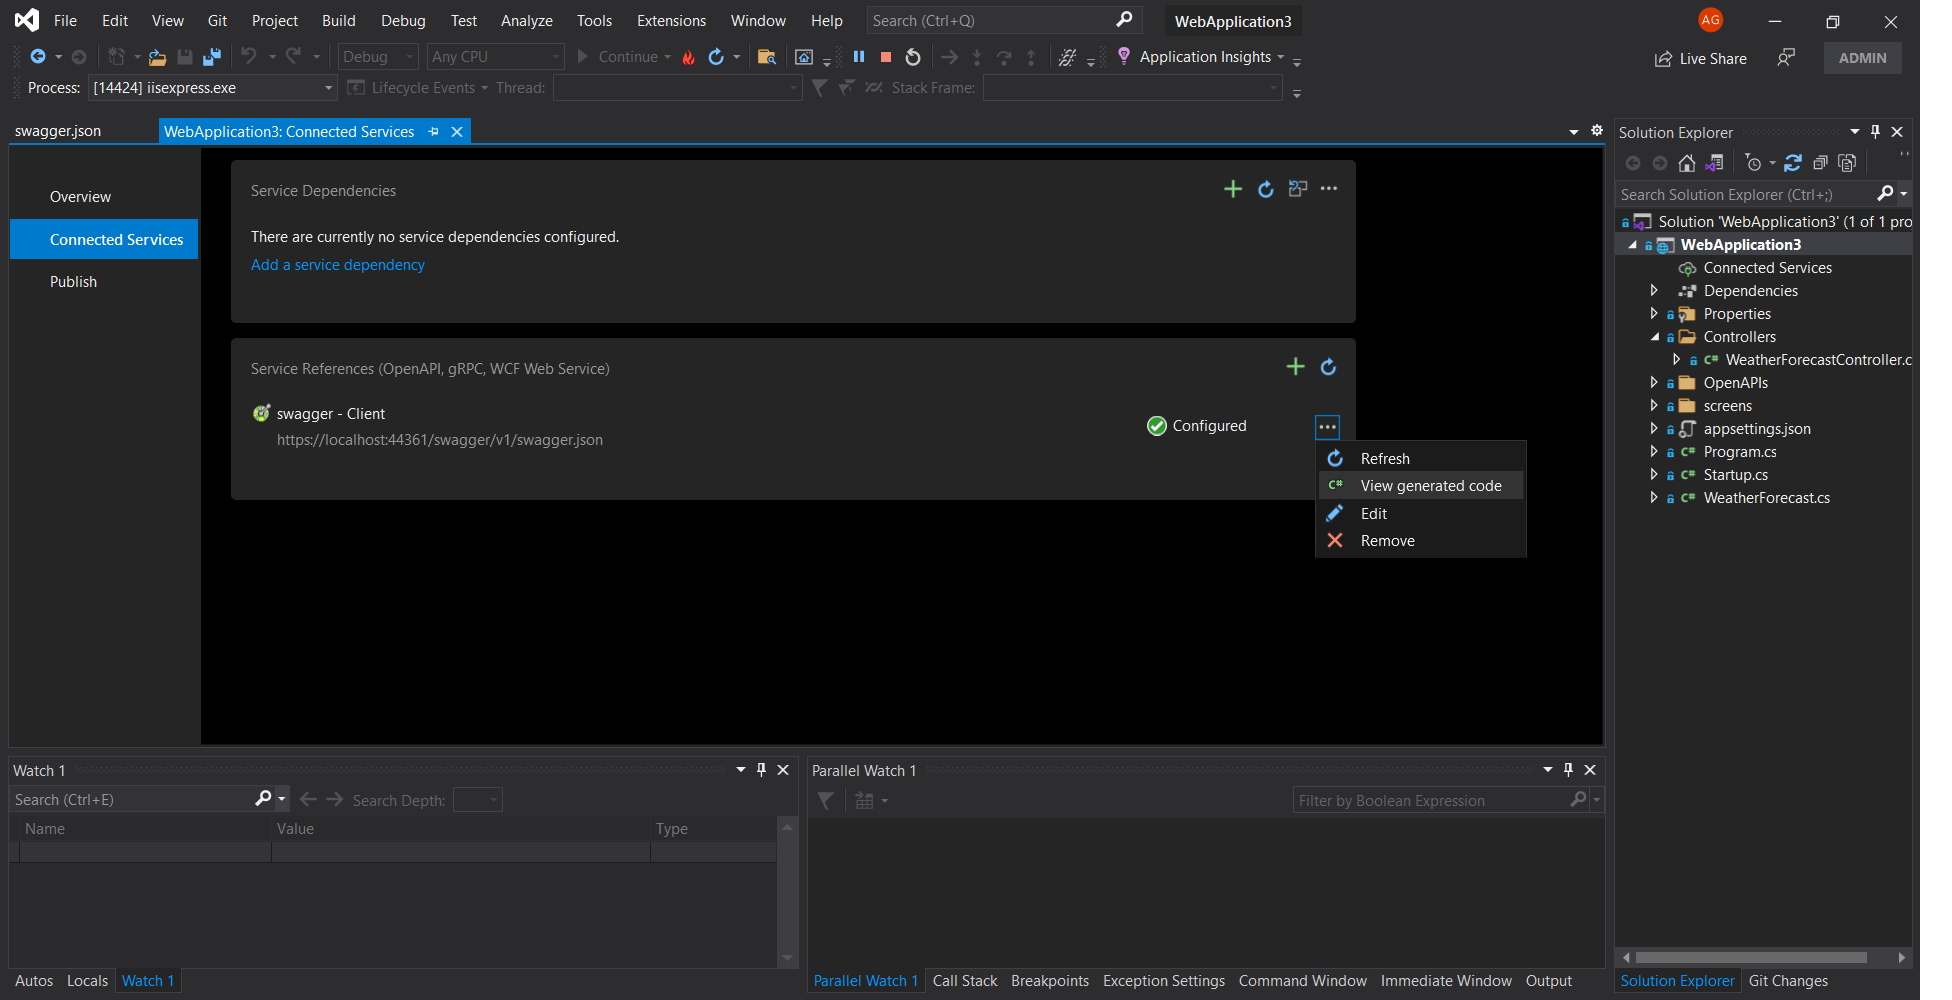 File Edit View Git Project Build Debug Test Analyze Tools Extensions Window Help Search (Ctrl+Q) WebApplication3 AG
Debug Any CPU Continue Application Insights Live Share ADMIN
Process: [14424] iisexpress.exe Lifecycle Events Thread: Stack Frame:
swagger.json WebApplication3: Connected Services
Overview
Connected Services
Publish
Service Dependencies
There are currently no service dependencies configured.
Add a service dependency
Service References (OpenAPI, gRPC, WCF Web Service)
swagger - Client
https://localhost:44361/swagger/v1/swagger.json
Configured
Refresh
C# View generated code
Edit
Remove
Solution Explorer
Search Solution Explorer (Ctrl+;)
Solution 'WebApplication3' (1 of 1 pro
WebApplication3
Connected Services
Dependencies
Properties
Controllers
C# WeatherForecastController.c
OpenAPIs
screens
appsettings.json
C# Program.cs
C# Startup.cs
C# WeatherForecast.cs
Watch 1
Search (Ctrl+E) Search Depth:
Name Value Type
Autos Locals Watch 1
Parallel Watch 1
Filter by Boolean Expression
Parallel Watch 1 Call Stack Breakpoints Exception Settings Command Window Immediate Window Output
Solution Explorer Git Changes